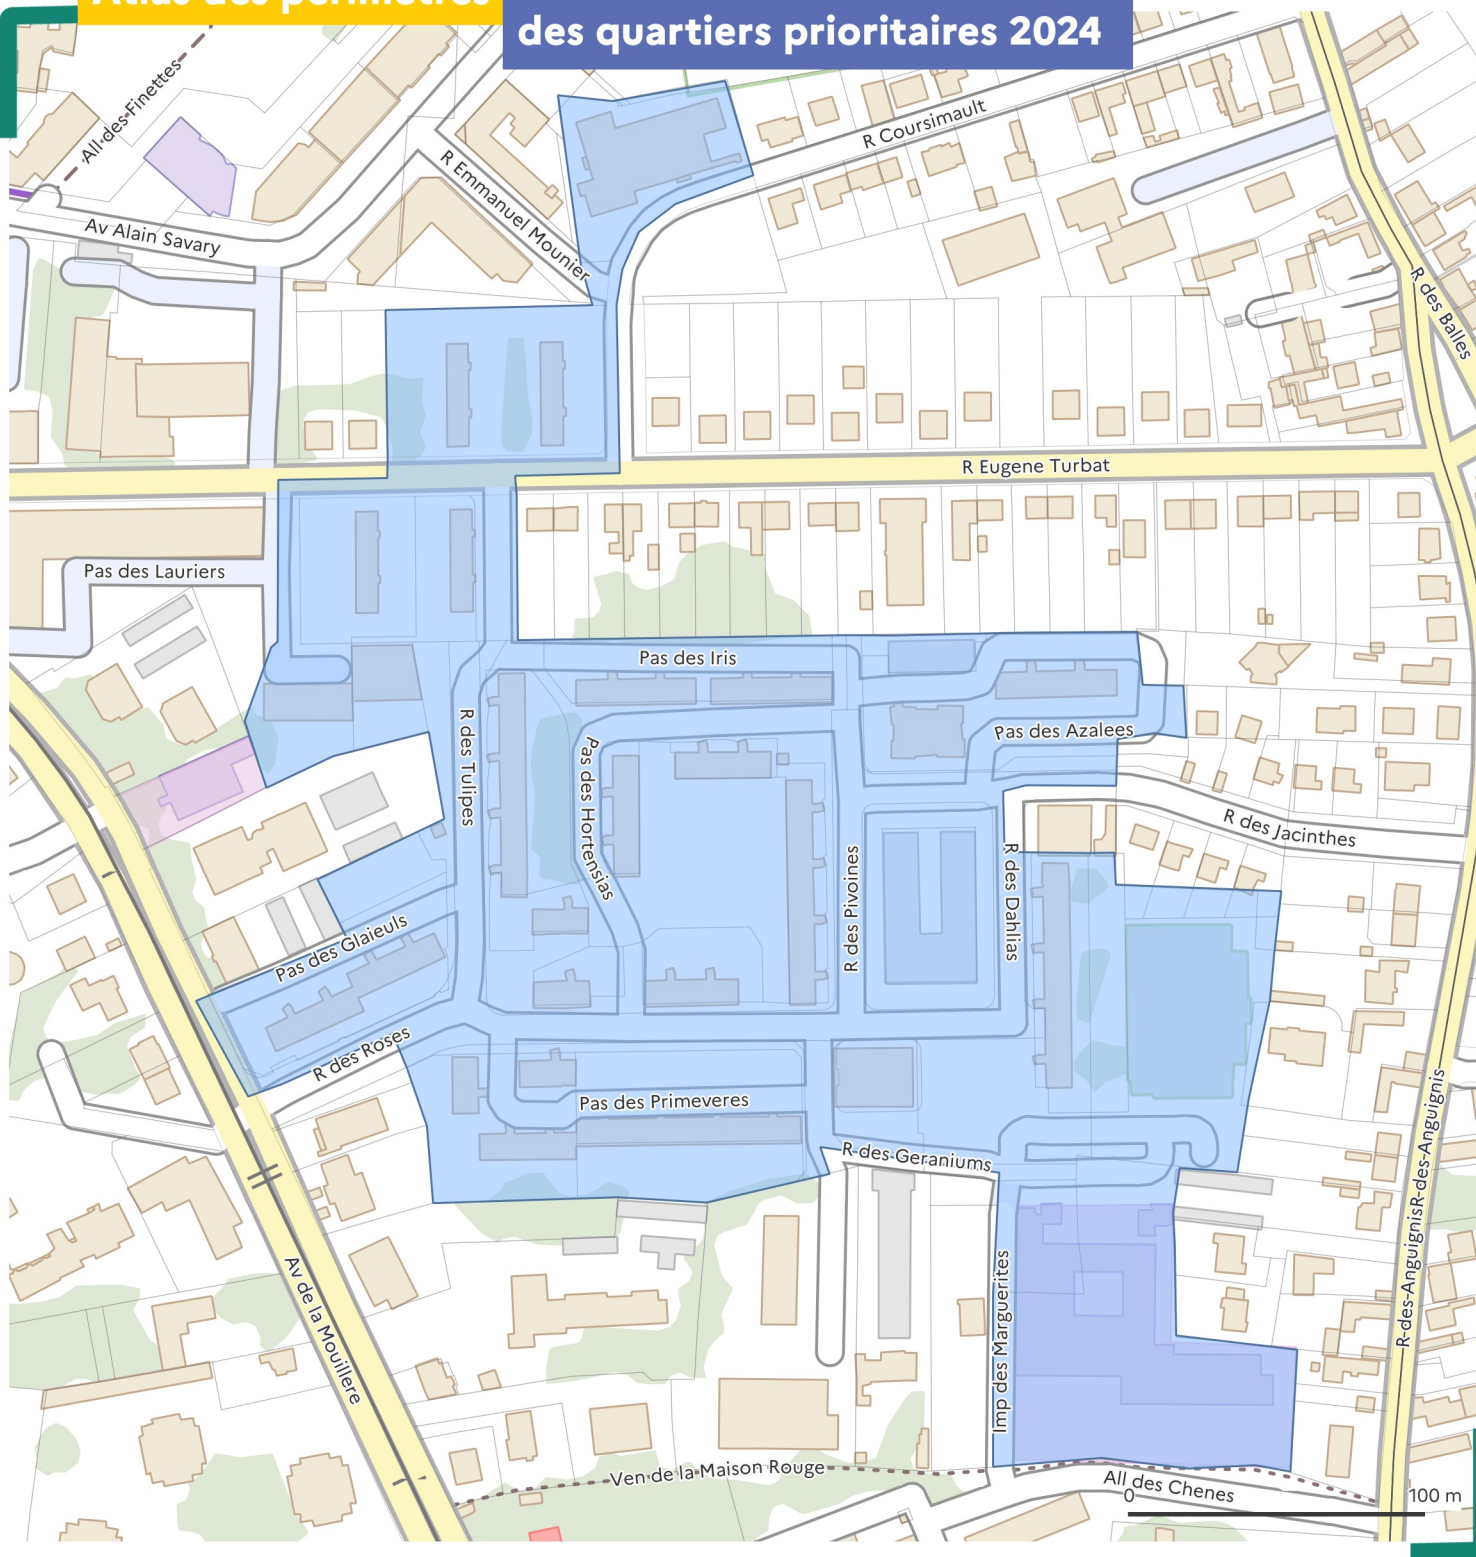 Atlas des périmètres
des quartiers prioritaires 2024
All-des-Finettes
R Coursimault
R Emmanuel Mounier
Av Alain Savary
R des Balles
R Eugene Turbat
Pas des Lauriers
Pas des Iris
R des Tulipes
Pas des Hortensias
Pas des Azalees
R des Jacinthes
R des Pivoines
R des Dahlias
Pas des Glaieuls
R des Roses
Pas des Primeveres
R des Geraniums
R-des-Anguignis
R-des-Anguignis
Av de la Mouillere
Imp des Marguerites
Ven de la Maison Rouge
All des Chenes
0
100 m